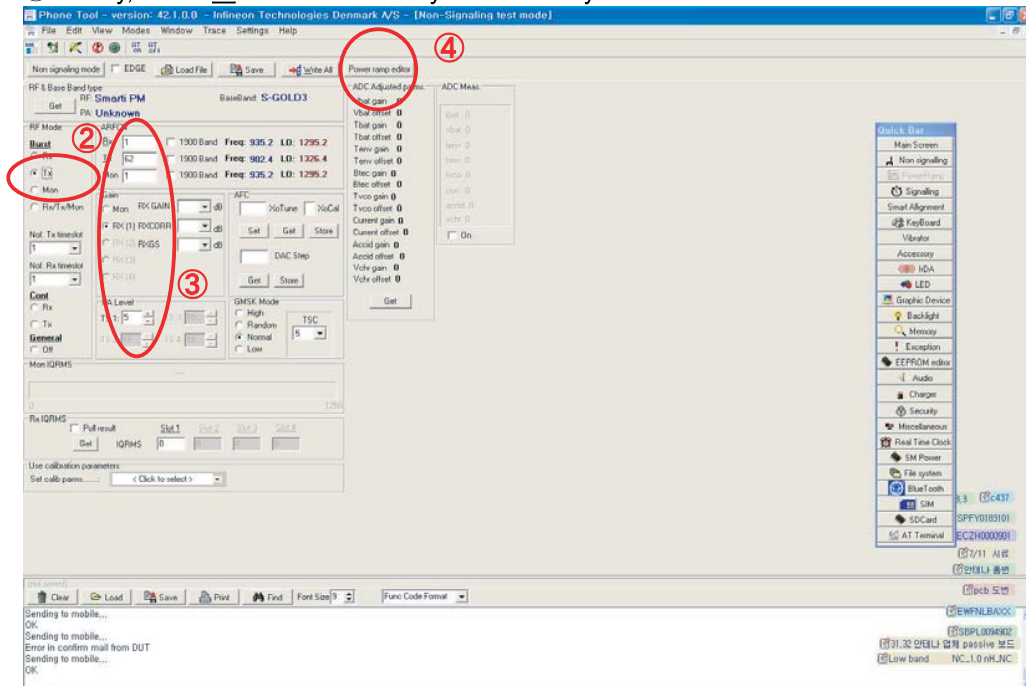 Phone Tool - version: 42.1.0.0 - Infineon Technologies Denmark A/S - [Non-Signaling test mode]
File Edit View Modes Window Trace Settings Help
④
Non signaling mode EDGE Load File Save Write All Power ramp editor
RF & Base Band type
Get RF: Smarti PM BaseBand S-GOLD3
PA: Unknown
RF Mode
Burst
Tx
Mon
Rx/Tx/Mon
Not. Tx timeslot
1
Not. Rx timeslot
1
Cont
Rx
Tx
General
Off
②
1 1900 Band Freq: 935.2 LO: 1295.2
62 1900 Band Freq: 902.4 LO: 1326.4
Mon 1 1900 Band Freq: 935.2 LO: 1295.2
Gain
Mon RX GAIN dB
RX (1) RXCORR dB
RX (2) RXGS dB
RX (3)
RX (4)
③
AFC
XoTune XoCal
Set Get Store
DAC Step
Get Store
PA Level
TS 1: 5
GMSK Mode
High
Random
Normal
Low
TSC
5
ADC Adjusted parms.
Vbat gain 0
Vbat offset 0
Tbat gain 0
Tbat offset 0
Tenv gain 0
Tenv offset 0
Btec gain 0
Btec offset 0
Tvco gain 0
Tvco offset 0
Current gain 0
Current offset 0
Accid gain 0
Accid offset 0
Vchr gain 0
Vchr offset 0
Get
ADC Meas.
On
Mon IQRMS
0 1250
Rx IQRMS
Poll result Slot 1 Slot 2 Slot 3 Slot 4
Get IQRMS 0 0 0 0
Use calibration parameters
Set calib parms......: < Click to select >
Quick Bar
Main Screen
Non signaling
PowerRamp
Signaling
Smart Alignment
KeyBoard
Vibrator
Accessory
IrDA
LED
Graphic Device
Backlight
Memory
Exception
EEPROM editor
Audio
Charger
Security
Miscellaneous
Real Time Clock
SM Power
File system
BlueTooth
SIM
SDCard
AT Terminal
c437
SPFY0183101
ECZH0000901
7/11 시료
안테나 품번
pcb 도번
EWFNLBAXX
SBPL0094902
31.32 안테나 업체 passive 보드
Low band NC_1.0 nH_NC
Clear Load Save Print Find Font Size 9 Func Code Format
Sending to mobile...
OK
Sending to mobile...
Error in confirm mail from DUT
Sending to mobile...
OK